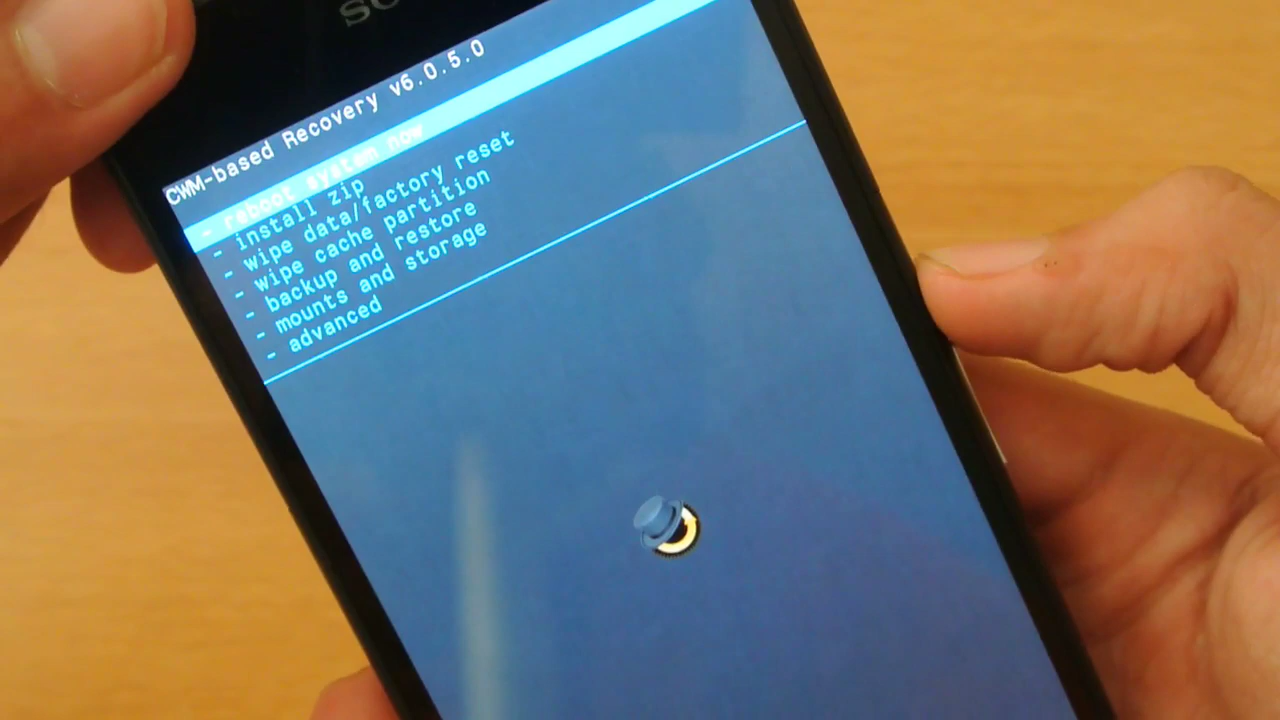 CWM-based Recovery v6.0.5.0
- reboot system now
- install zip
- wipe data/factory reset
- wipe cache partition
- backup and restore
- mounts and storage
- advanced